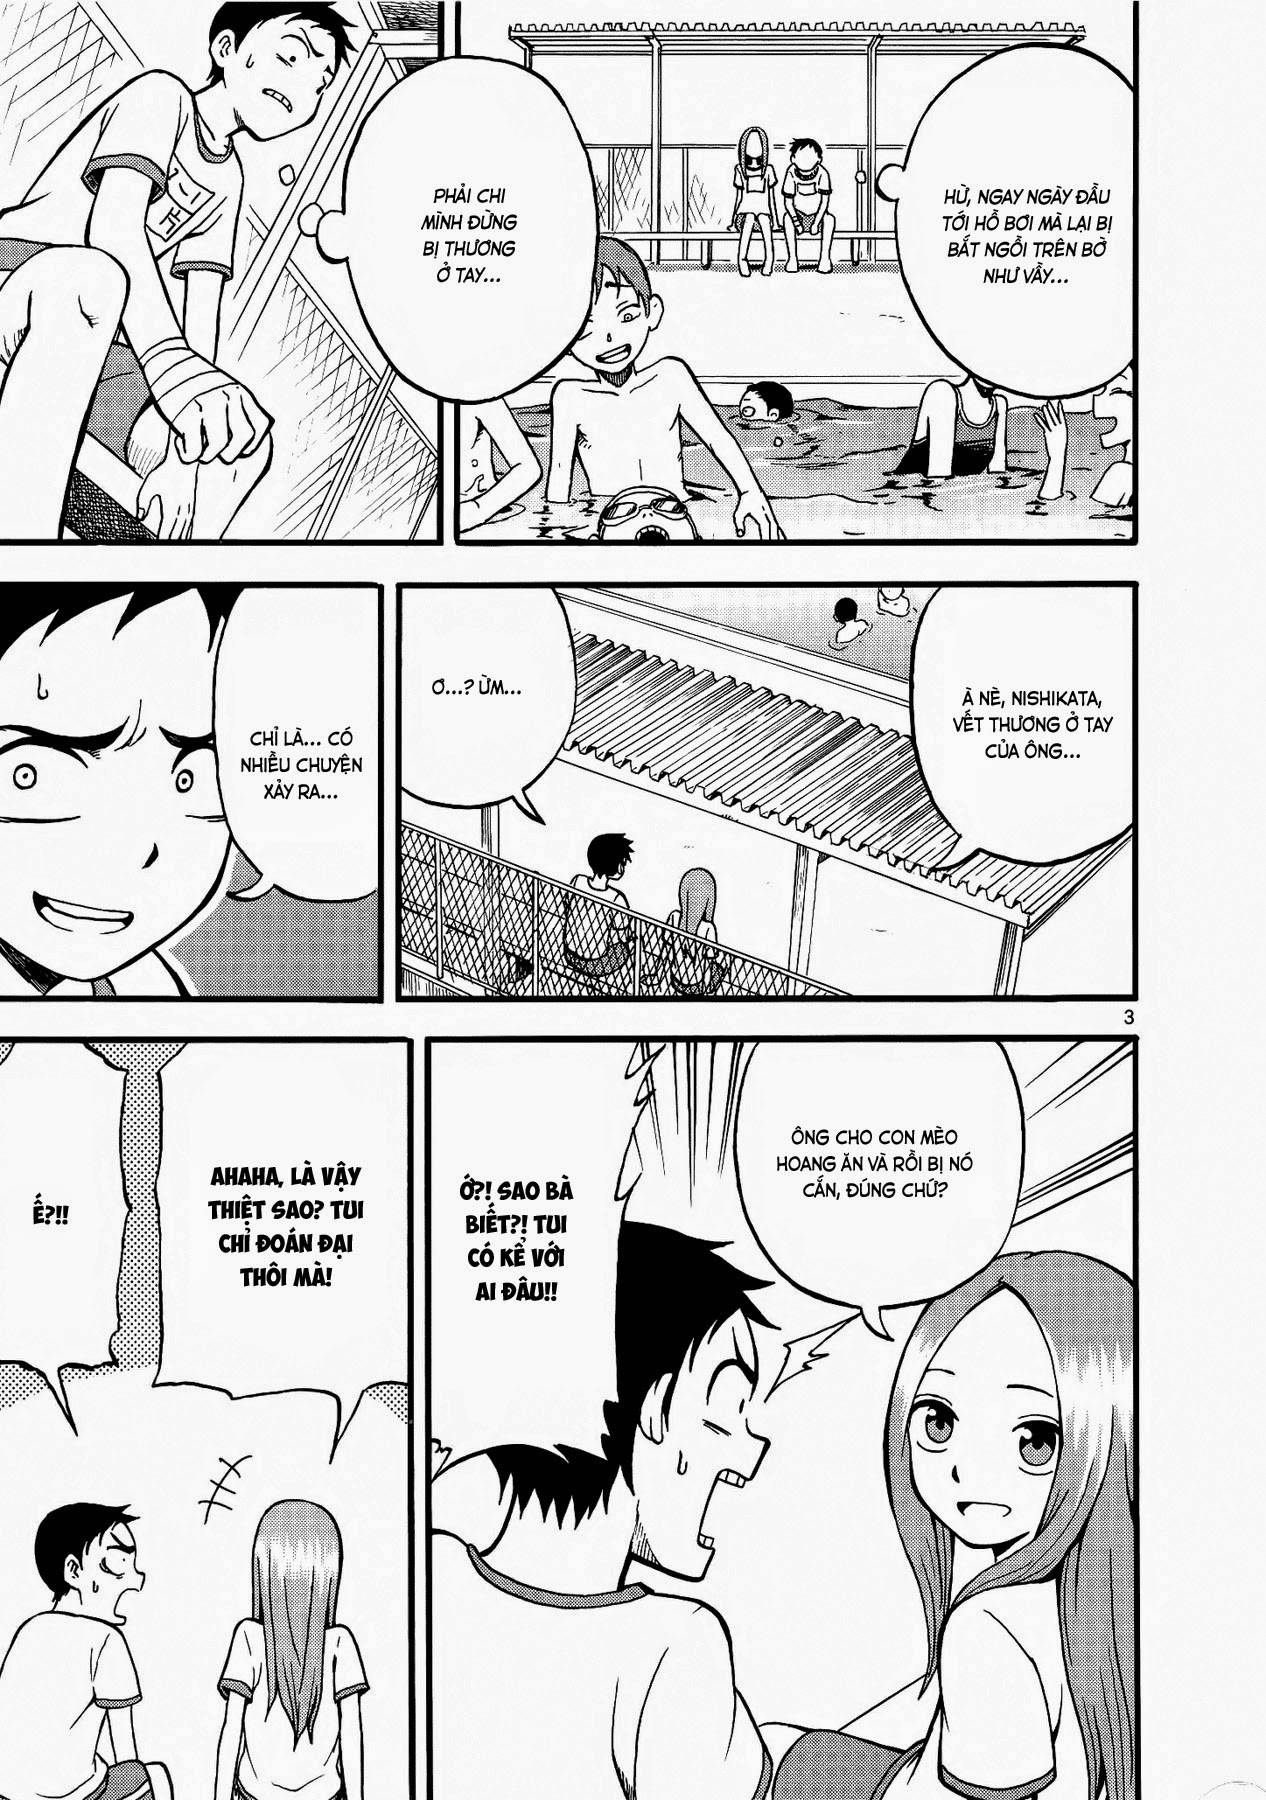 HỪ, NGAY NGÀY ĐẦU
TỚI HỒ BƠI MÀ LẠI BỊ
BẮT NGỒI TRÊN BỜ
NHƯ VẦY...
PHẢI CHI
MÌNH ĐỪNG
BỊ THƯƠNG
Ở TAY...
À NÈ, NISHIKATA,
VẾT THƯƠNG Ở TAY
CỦA ÔNG...
Ơ...? ỪM...
CHỈ LÀ... CÓ
NHIỀU CHUYỆN
XẢY RA...
3
ÔNG CHO CON MÈO
HOANG ĂN VÀ RỒI BỊ NÓ
CẮN, ĐÚNG CHỨ?
Ớ?! SAO BÀ
BIẾT?! TUI
CÓ KỂ VỚI
AI ĐÂU!!
AHAHA, LÀ VẬY
THIỆT SAO? TUI
CHỈ ĐOÁN ĐẠI
THÔI MÀ!
Ế?!!